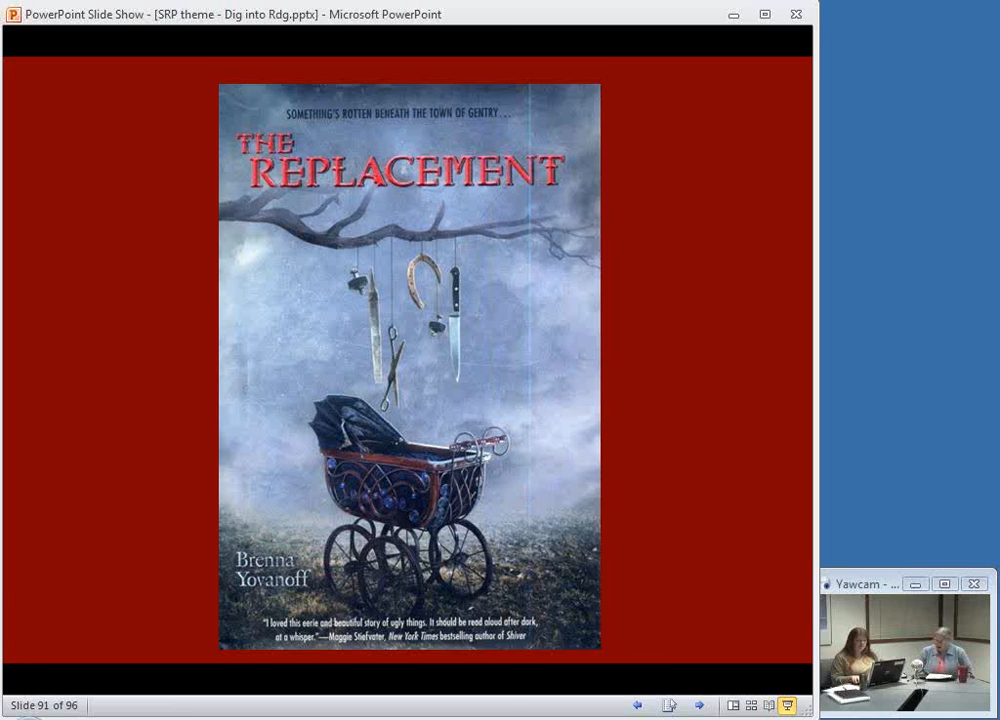 PowerPoint Slide Show - [SRP theme - Dig into Rdg.pptx] - Microsoft PowerPoint
SOMETHING'S ROTTEN BENEATH THE TOWN OF GENTRY...
THE
REPLACEMENT
Brenna
Yovanoff
"I loved this eerie and beautiful story of ugly things. It should be read aloud after dark,
at a whisper."—Maggie Stiefvater, New York Times bestselling author of Shiver
Yawcam - ...
Slide 91 of 96